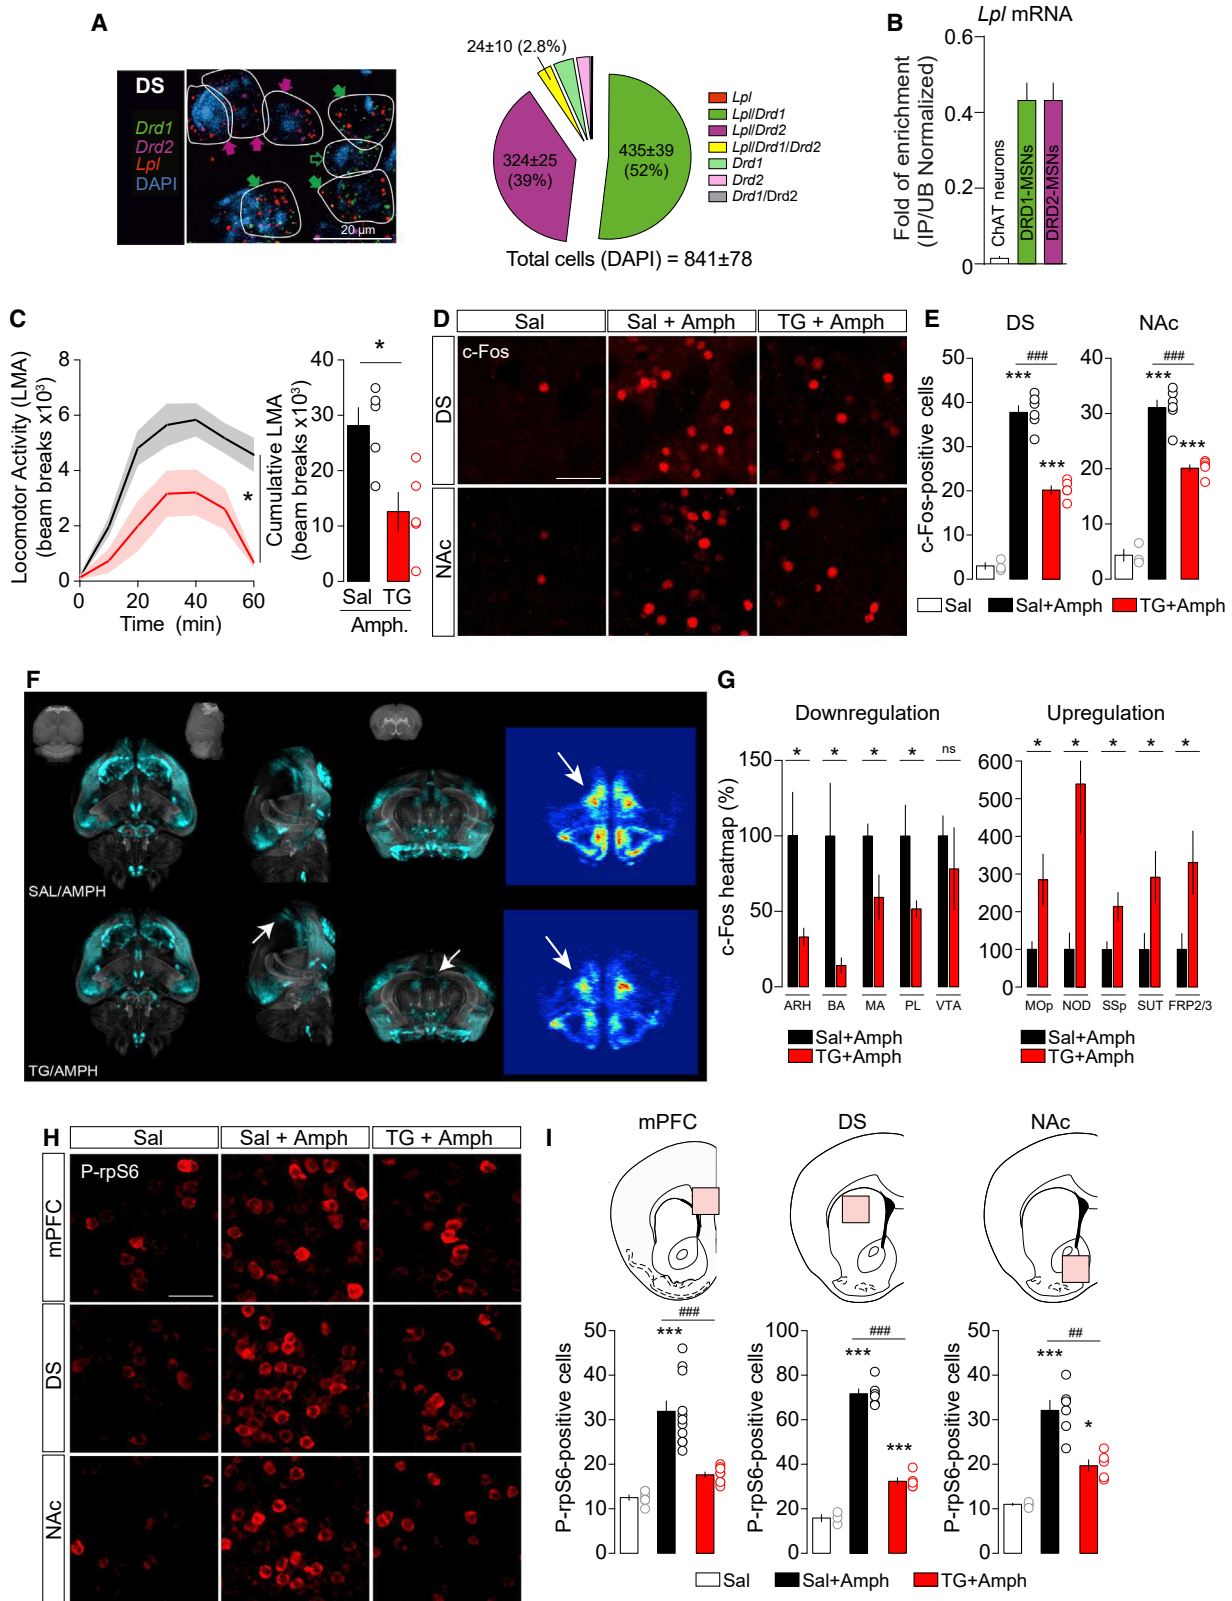 A
DS
Drd1
Drd2
Lpl
DAPI
20 µm
24±10 (2.8%)
324±25
(39%)
435±39
(52%)
Total cells (DAPI) = 841±78
Lpl
Lpl/Drd1
Lpl/Drd2
Lpl/Drd1/Drd2
Drd1
Drd2
Drd1/Drd2
B
Lpl mRNA
Fold of enrichment
(IP/UB Normalized)
0.6
0.4
0.2
0
ChAT neurons
DRD1-MSNs
DRD2-MSNs
C
Locomotor Activity (LMA)
(beam breaks x10³)
8
6
4
2
0
0 20 40 60
Time (min)
*
Cumulative LMA
(beam breaks x10³)
40
30
20
10
0
*
Sal TG
Amph.
D
Sal
Sal + Amph
TG + Amph
c-Fos
DS
NAc
E
DS
NAc
c-Fos-positive cells
50
40
30
20
10
0
###
***
***
40
30
20
10
0
###
***
***
Sal
Sal+Amph
TG+Amph
F
SAL/AMPH
TG/AMPH
G
Downregulation
Upregulation
c-Fos heatmap (%)
150
100
50
0
* * * * ns
ARH BA MA PL VTA
Sal+Amph
TG+Amph
600
500
400
300
200
100
0
* * * * *
MOp NOD SSp SUT FRP2/3
Sal+Amph
TG+Amph
H
Sal
Sal + Amph
TG + Amph
P-rpS6
mPFC
DS
NAc
I
mPFC
DS
NAc
P-rpS6-positive cells
50
40
30
20
10
0
###
***
P-rpS6-positive cells
100
80
60
40
20
0
###
***
***
P-rpS6-positive cells
50
40
30
20
10
0
##
***
*
Sal
Sal+Amph
TG+Amph